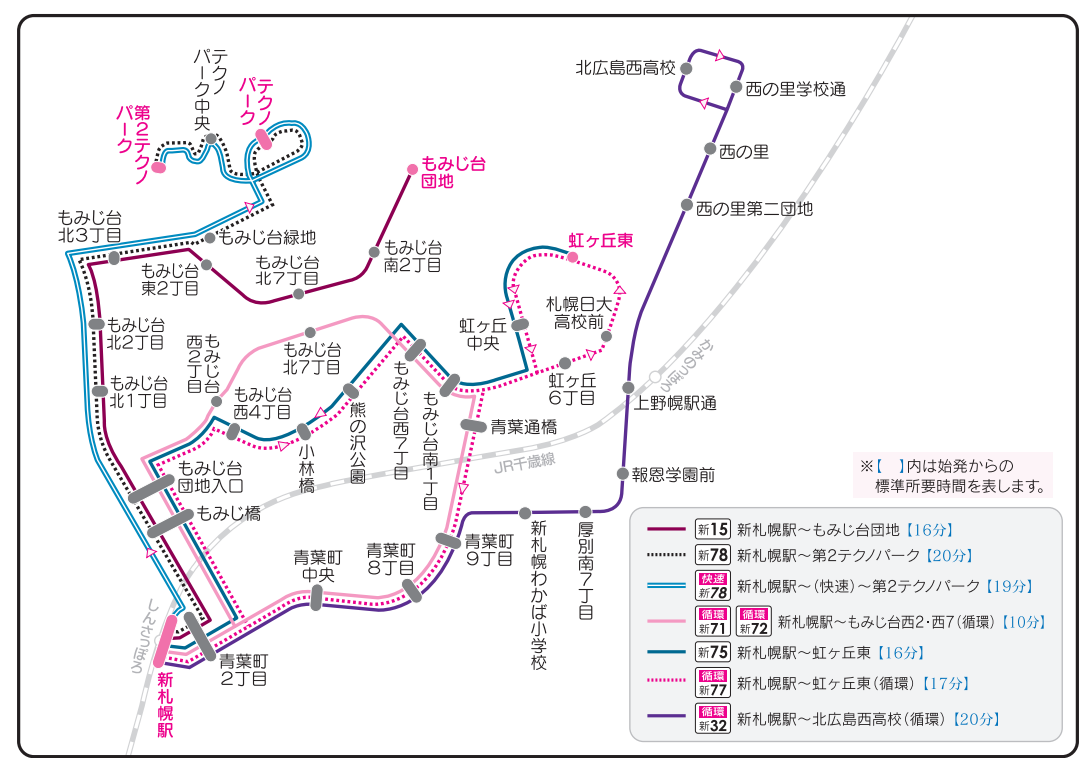 テクノ
パーク中央
テクノ
パーク
第2テクノ
パーク
もみじ台
団地
もみじ台
北3丁目
もみじ台緑地
もみじ台
東2丁目
もみじ台
北7丁目
もみじ台
南2丁目
もみじ台
北2丁目
もみじ台
北1丁目
もみじ台
西2丁目
もみじ台
北7丁目
もみじ台
西4丁目
小林橋
熊の沢公園
もみじ台西7丁目
もみじ台南1丁目
虹ヶ丘
中央
虹ヶ丘東
札幌日大
高校前
虹ヶ丘
6丁目
青葉通橋
もみじ台
団地入口
もみじ橋
JR千歳線
北広島西高校
西の里学校通
西の里
西の里第二団地
かみのっぽろ
上野幌駅通
報恩学園前
青葉町
9丁目
新札幌わかば小学校
厚別南7丁目
青葉町
8丁目
青葉町
中央
青葉町
2丁目
しんさっぽろ
新札幌駅
※【 】内は始発からの
標準所要時間を表します。
新15 新札幌駅～もみじ台団地【16分】
新78 新札幌駅～第2テクノパーク【20分】
快速 新78 新札幌駅～(快速)～第2テクノパーク【19分】
循環 新71 循環 新72 新札幌駅～もみじ台西2・西7(循環)【10分】
新75 新札幌駅～虹ヶ丘東【16分】
循環 新77 新札幌駅～虹ヶ丘東(循環)【17分】
循環 新32 新札幌駅～北広島西高校(循環)【20分】